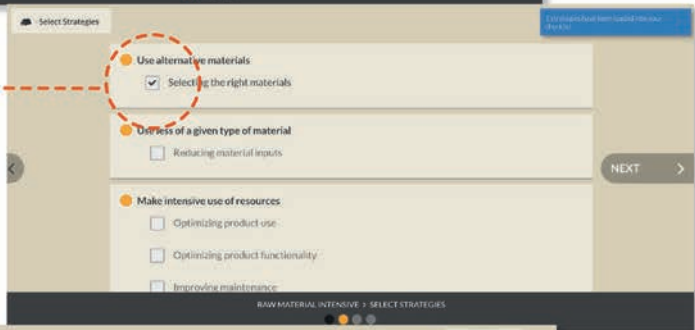 Select Strategies
Use alternative materials
Selecting the right materials
Use less of a given type of material
Reducing material inputs
NEXT
Make intensive use of resources
Optimizing product use
Optimizing product functionality
Improving maintenance
RAW MATERIAL INTENSIVE > SELECT STRATEGIES